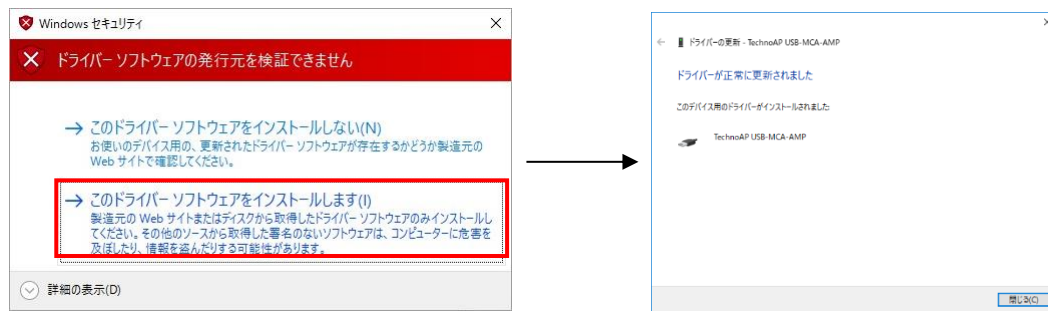 Windows セキュリティ
ドライバー ソフトウェアの発行元を検証できません
→ このドライバー ソフトウェアをインストールしない(N)
お使いのデバイス用の、更新されたドライバー ソフトウェアが存在するかどうか製造元の
Web サイトで確認してください。
→ このドライバー ソフトウェアをインストールします(I)
製造元の Web サイトまたはディスクから取得したドライバー ソフトウェアのみインストールし
てください。その他のソースから取得した署名のないソフトウェアは、コンピューターに危害を
及ぼしたり、情報を盗んだりする可能性があります。
詳細の表示(D)
ドライバーの更新 - TechnoAP USB-MCA-AMP
ドライバーが正常に更新されました
このデバイス用のドライバーがインストールされました:
TechnoAP USB-MCA-AMP
閉じる(C)